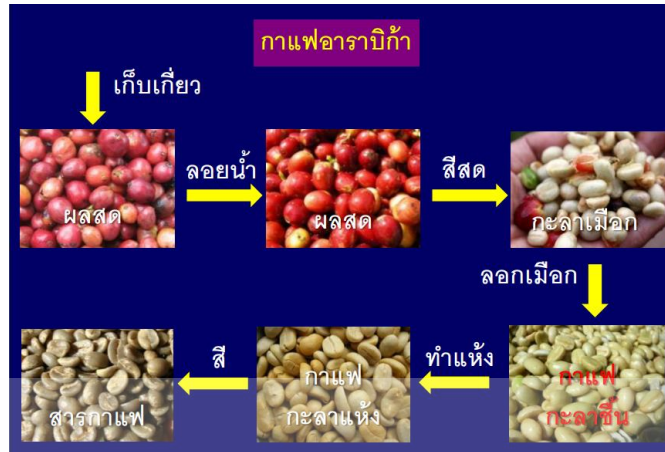 กาแฟอาราบิก้า
เก็บเกี่ยว
ผลสด
ลอยน้ำ
ผลสด
สีสด
กะลาเมือก
ลอกเมือก
กาแฟ
กะลาชื้น
ทำแห้ง
กาแฟ
กะลาแห้ง
สี
สารกาแฟ